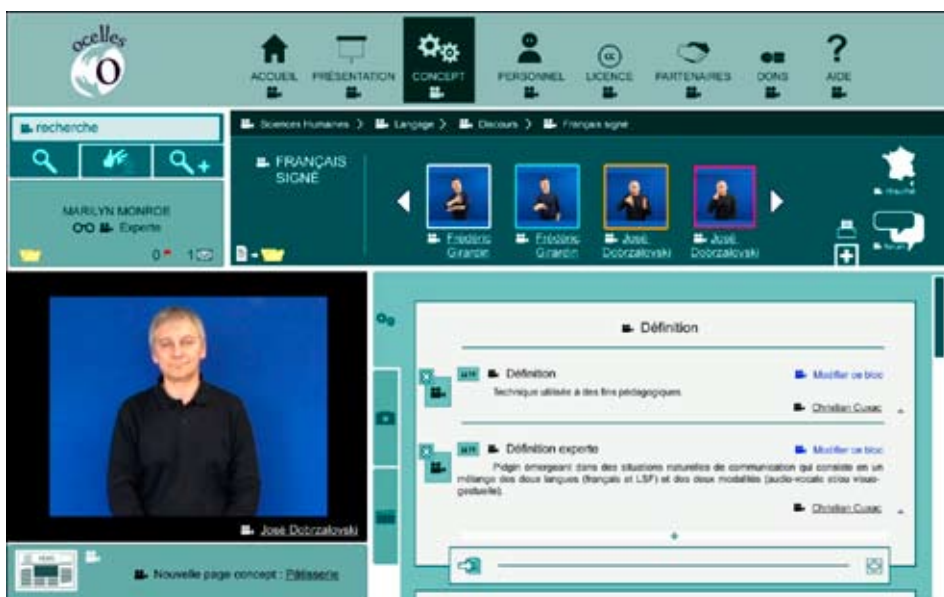 ocelles
ACCUEIL PRÉSENTATION CONCEPT PERSONNEL LICENCE PARTENAIRES DONS AIDE
recherche
Sciences Humaines > Langage > Discours > Français signé
FRANÇAIS
SIGNÉ
MARILYN MONROE
Experte
0 1
Frédéric
Girardin
Frédéric
Girardin
José
Dobrzalovski
José
Dobrzalovski
Définition
Définition
Modifier ce bloc
Technique utilisée à des fins pédagogiques
Christian Cuxac
Définition experte
Modifier ce bloc
Pidgin émergeant dans des situations naturelles de communication qui consiste en un
mélange des deux langues (français et LSF) et des deux modalités (audio-vocale et/ou visuo-
gestuelle).
Christian Cuxac
José Dobrzalovski
Nouvelle page concept : Pâtisserie